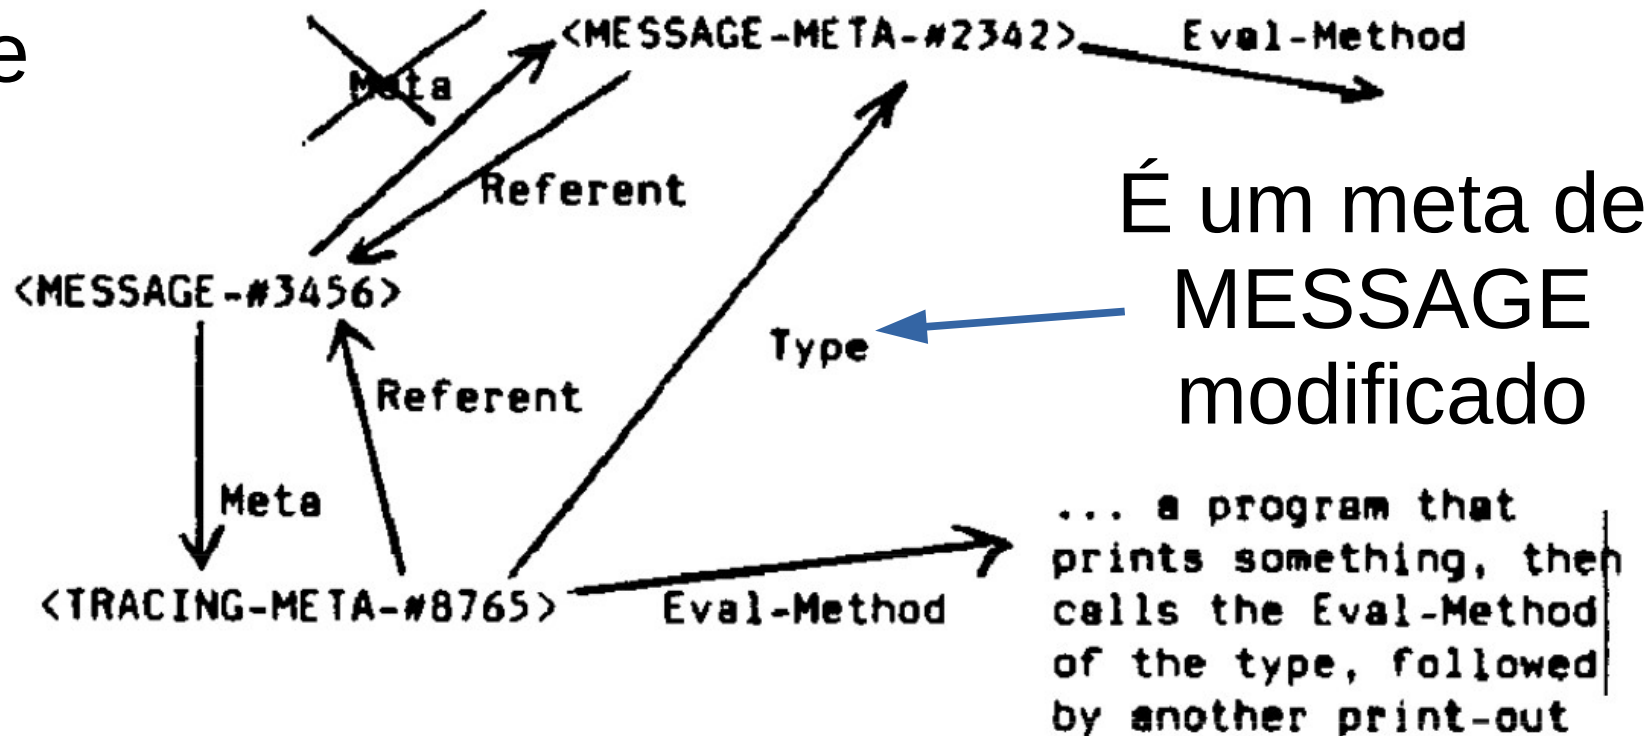 e
<MESSAGE-META-#2342>
Eval-Method
Meta
Referent
É um meta de
MESSAGE
modificado
<MESSAGE-#3456>
Type
Referent
Meta
<TRACING-META-#8765>
Eval-Method
... a program that
prints something, then
calls the Eval-Method
of the type, followed
by another print-out